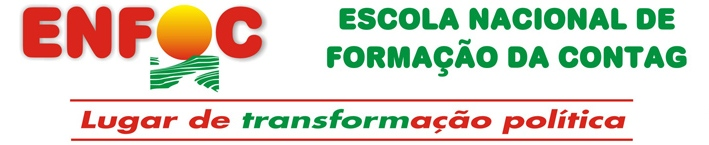 ENFOC
ESCOLA NACIONAL DE
FORMAÇÃO DA CONTAG
Lugar de transformação política